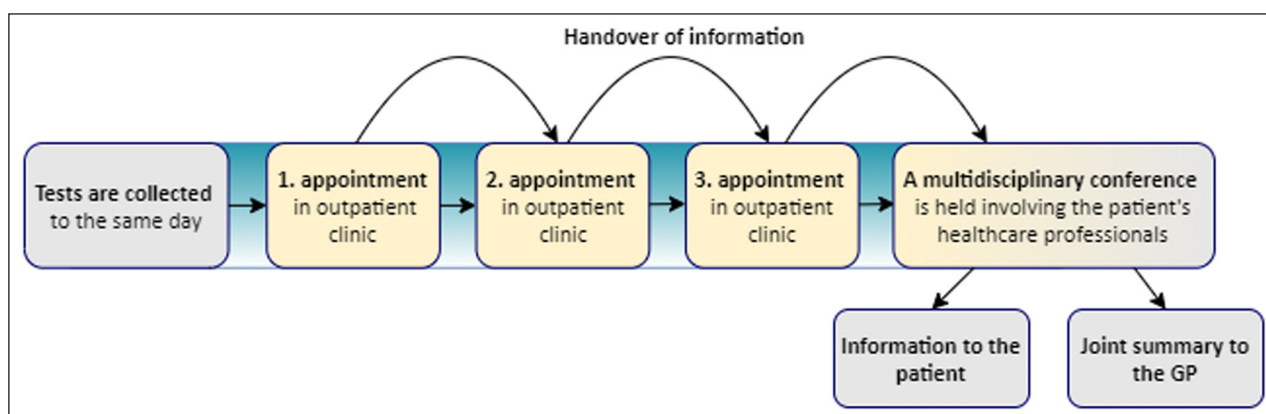 Handover of information
Tests are collected
to the same day
1. appointment
in outpatient
clinic
2. appointment
in outpatient
clinic
3. appointment
in outpatient
clinic
A multidisciplinary conference
is held involving the patient's
healthcare professionals
Information to the
patient
Joint summary to
the GP